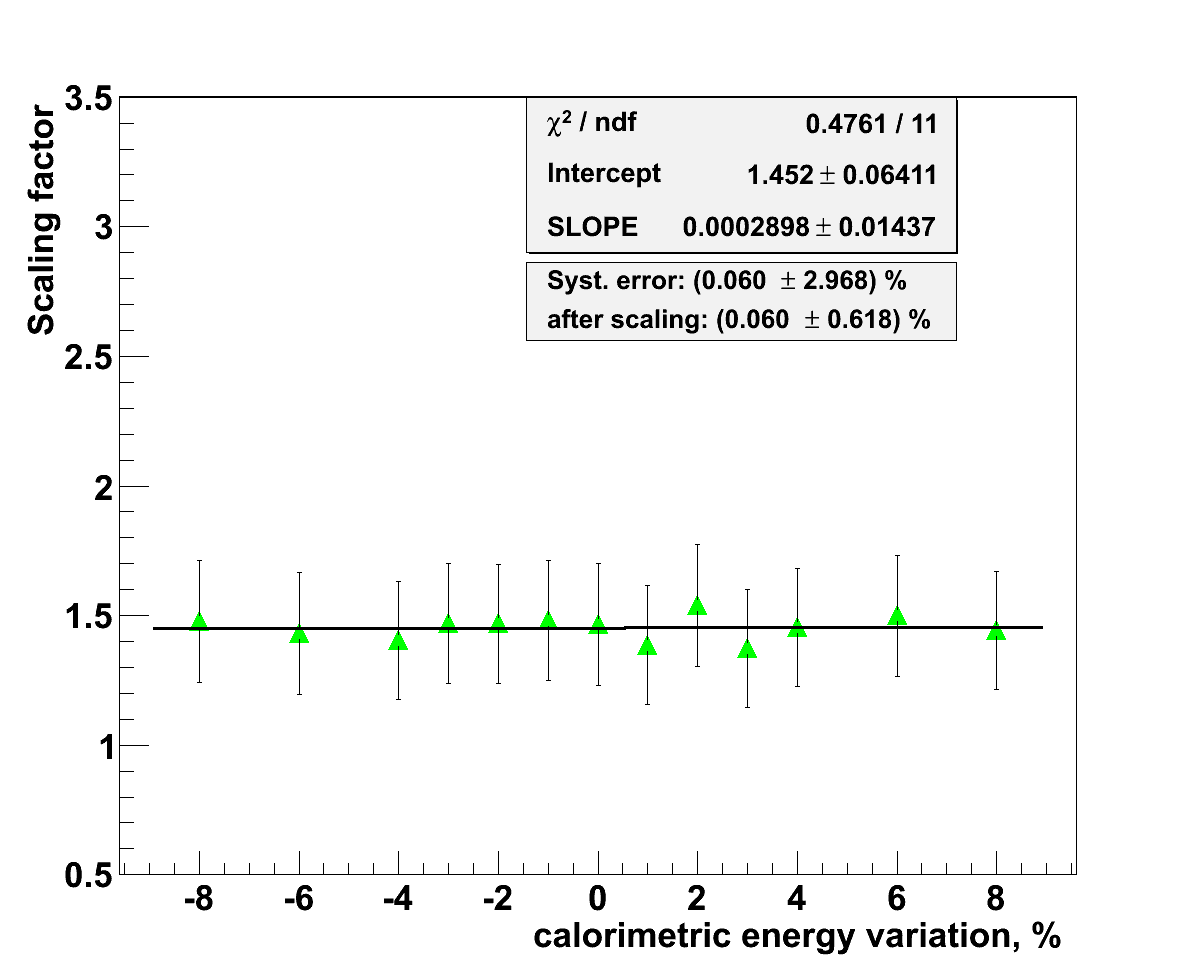 3.5
3
2.5
2
1.5
1
0.5
Scaling factor
χ² / ndf 0.4761 / 11
Intercept 1.452 ± 0.06411
SLOPE 0.0002898 ± 0.01437
Syst. error: (0.060 ± 2.968) %
after scaling: (0.060 ± 0.618) %
-8 -6 -4 -2 0 2 4 6 8
calorimetric energy variation, %